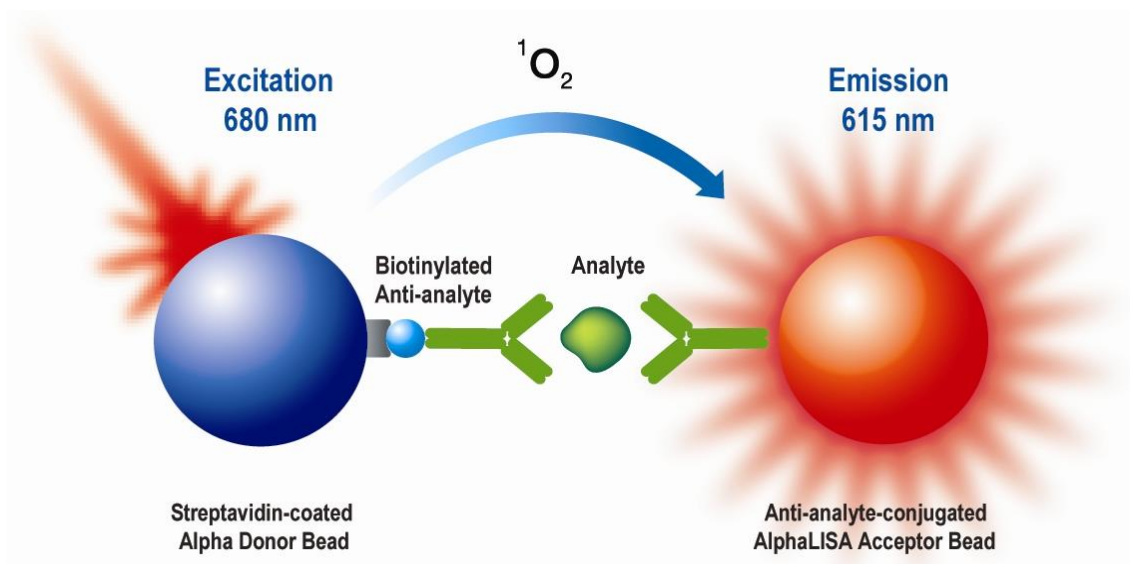 Excitation
680 nm
¹O₂
Emission
615 nm
Biotinylated
Anti-analyte
Analyte
Streptavidin-coated
Alpha Donor Bead
Anti-analyte-conjugated
AlphaLISA Acceptor Bead